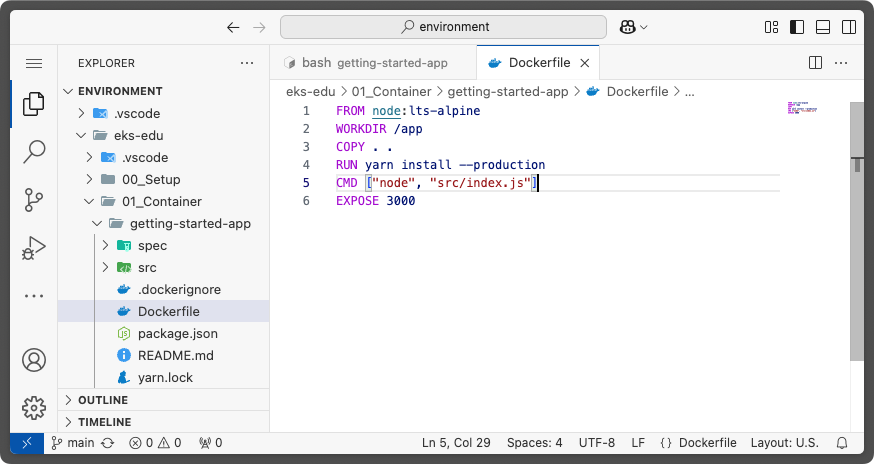 environment
EXPLORER
bash getting-started-app
Dockerfile
ENVIRONMENT
.vscode
eks-edu
.vscode
00_Setup
01_Container
getting-started-app
spec
src
.dockerignore
Dockerfile
package.json
README.md
yarn.lock
OUTLINE
TIMELINE
eks-edu > 01_Container > getting-started-app > Dockerfile > ...
1 FROM node:lts-alpine
2 WORKDIR /app
3 COPY . .
4 RUN yarn install --production
5 CMD ["node", "src/index.js"]
6 EXPOSE 3000
main 0 0 0 Ln 5, Col 29 Spaces: 4 UTF-8 LF {} Dockerfile Layout: U.S.